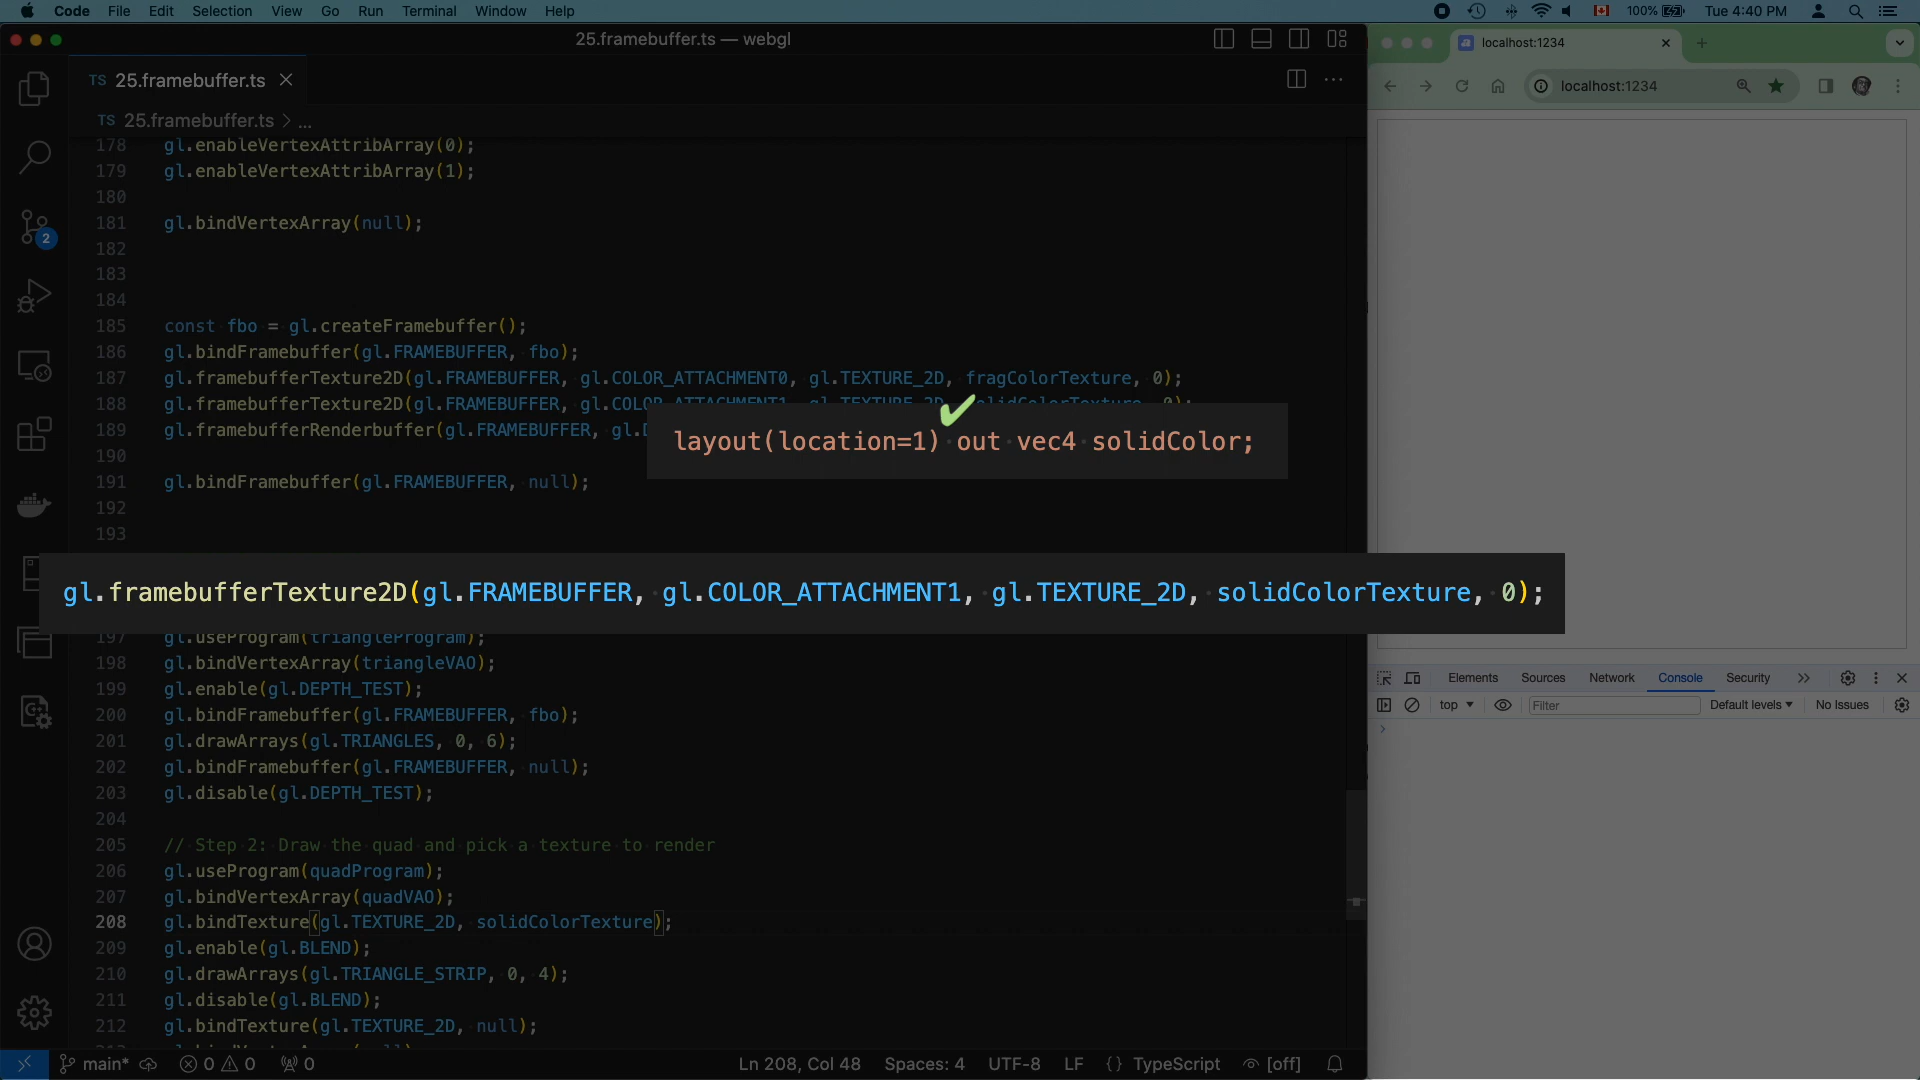 Code File Edit Selection View Go Run Terminal Window Help 100% Tue 4:40 PM
25.framebuffer.ts — webgl
localhost:1234
TS 25.framebuffer.ts
localhost:1234
TS 25.framebuffer.ts > ...
178 gl.enableVertexAttribArray(0);
179 gl.enableVertexAttribArray(1);
180
181 gl.bindVertexArray(null);
182
183
184
185 const fbo = gl.createFramebuffer();
186 gl.bindFramebuffer(gl.FRAMEBUFFER, fbo);
187 gl.framebufferTexture2D(gl.FRAMEBUFFER, gl.COLOR_ATTACHMENT0, gl.TEXTURE_2D, fragColorTexture, 0);
188 gl.framebufferTexture2D(gl.FRAMEBUFFER, gl.COLOR_ATTACHMENT1, gl.TEXTURE_2D, solidColorTexture, 0);
189 gl.framebufferRenderbuffer(gl.FRAMEBUFFER, gl.
layout(location=1) out vec4 solidColor;
190
191 gl.bindFramebuffer(gl.FRAMEBUFFER, null);
192
193
gl.framebufferTexture2D(gl.FRAMEBUFFER, gl.COLOR_ATTACHMENT1, gl.TEXTURE_2D, solidColorTexture, 0);
197 gl.useProgram(triangleProgram);
198 gl.bindVertexArray(triangleVAO);
199 gl.enable(gl.DEPTH_TEST);
200 gl.bindFramebuffer(gl.FRAMEBUFFER, fbo);
201 gl.drawArrays(gl.TRIANGLES, 0, 6);
202 gl.bindFramebuffer(gl.FRAMEBUFFER, null);
203 gl.disable(gl.DEPTH_TEST);
204
205 // Step 2: Draw the quad and pick a texture to render
206 gl.useProgram(quadProgram);
207 gl.bindVertexArray(quadVAO);
208 gl.bindTexture(gl.TEXTURE_2D, solidColorTexture);
209 gl.enable(gl.BLEND);
210 gl.drawArrays(gl.TRIANGLE_STRIP, 0, 4);
211 gl.disable(gl.BLEND);
212 gl.bindTexture(gl.TEXTURE_2D, null);
2
Elements Sources Network Console Security
top Filter Default levels No Issues
main* 0 0 0 Ln 208, Col 48 Spaces: 4 UTF-8 LF {} TypeScript [off]